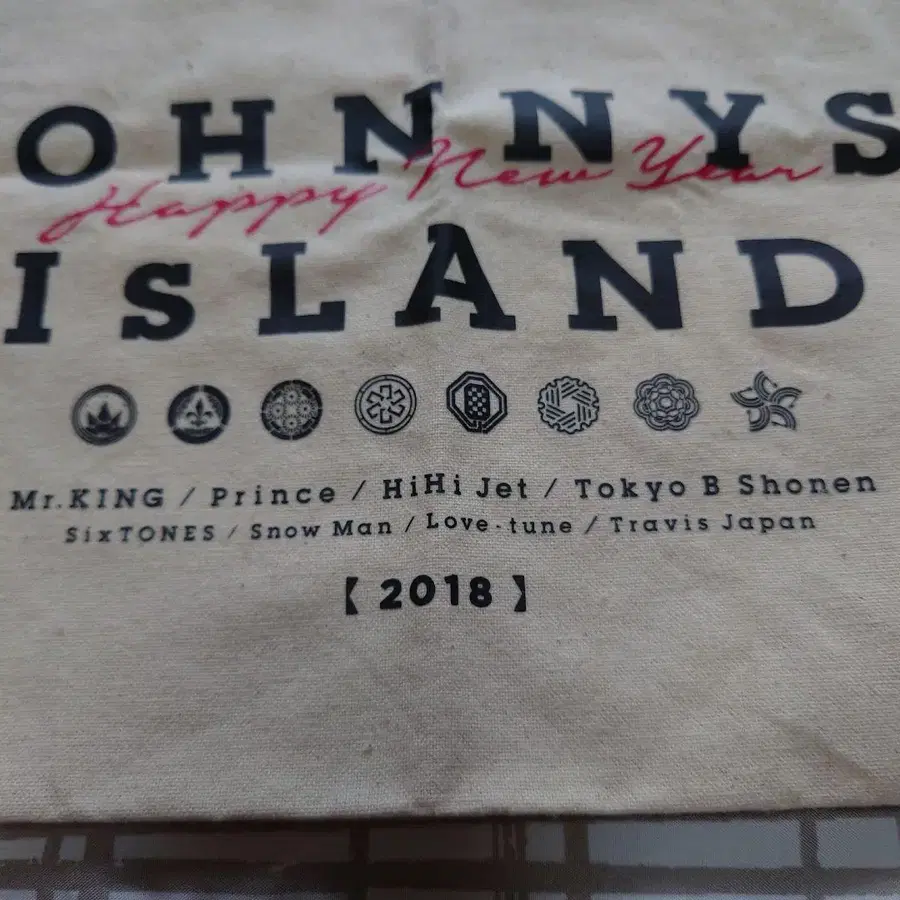 OHNNYS
Happy New Year
IsLAND
Mr.KING / Prince / HiHi Jet / Tokyo B Shonen
SixTONES / Snow Man / Love-tune / Travis Japan
【 2018 】